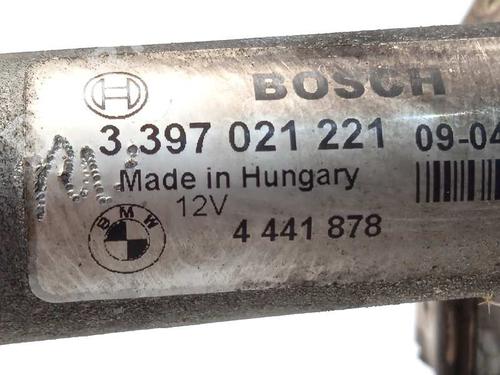 BOSCH
3 397 021 221 09-04
Made in Hungary
12V
BMW
4 441 878